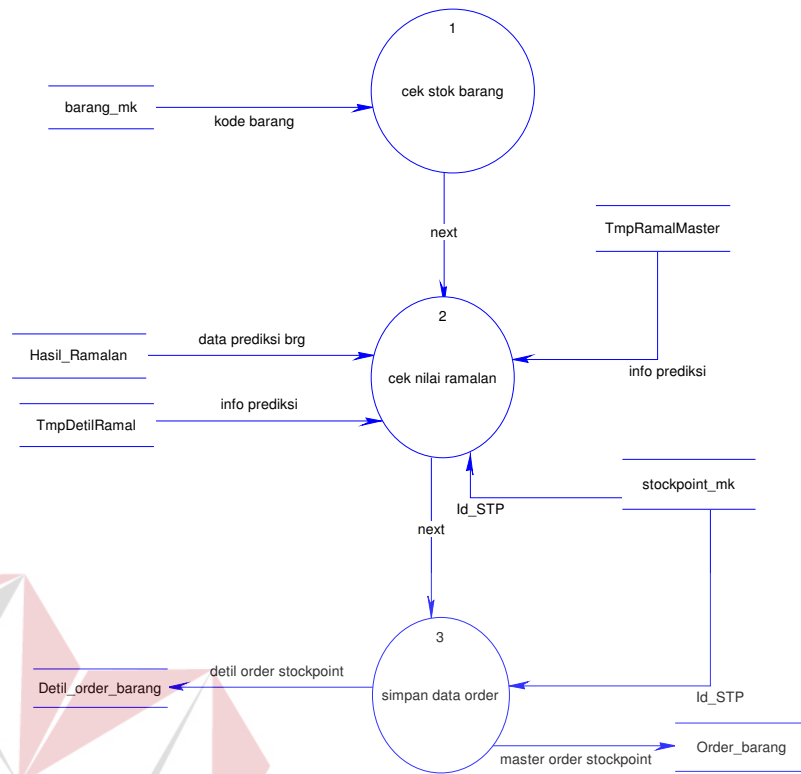 1
cek stok barang
barang_mk
kode barang
next
TmpRamalMaster
2
Hasil_Ramalan
data prediksi brg
cek nilai ramalan
info prediksi
TmpDetilRamal
info prediksi
stockpoint_mk
Id_STP
next
3
detil order stockpoint
Detil_order_barang
simpan data order
Id_STP
Order_barang
master order stockpoint